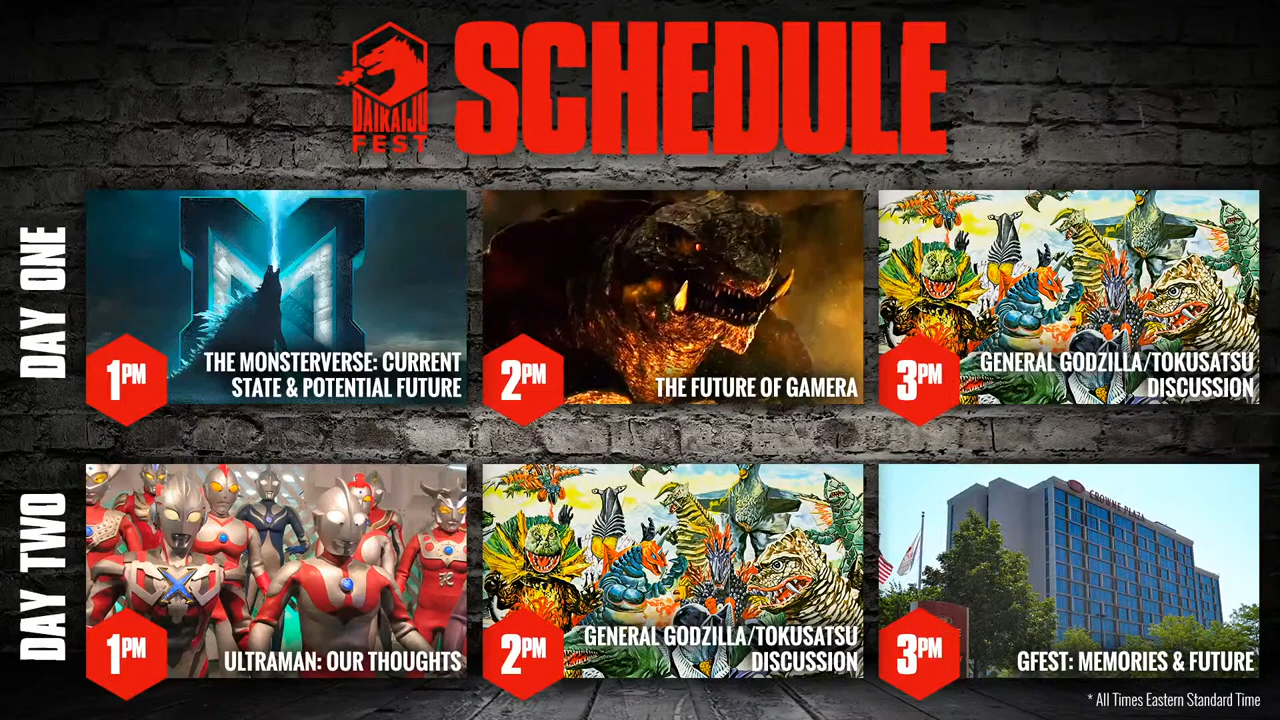 DAIKAIJU
FEST
SCHEDULE
DAY ONE
1PM
THE MONSTERVERSE: CURRENT
STATE & POTENTIAL FUTURE
2PM
THE FUTURE OF GAMERA
3PM
GENERAL GODZILLA/TOKUSATSU
DISCUSSION
DAY TWO
1PM
ULTRAMAN: OUR THOUGHTS
2PM
GENERAL GODZILLA/TOKUSATSU
DISCUSSION
CROWNE PLAZA
3PM
GFEST: MEMORIES & FUTURE
* All Times Eastern Standard Time